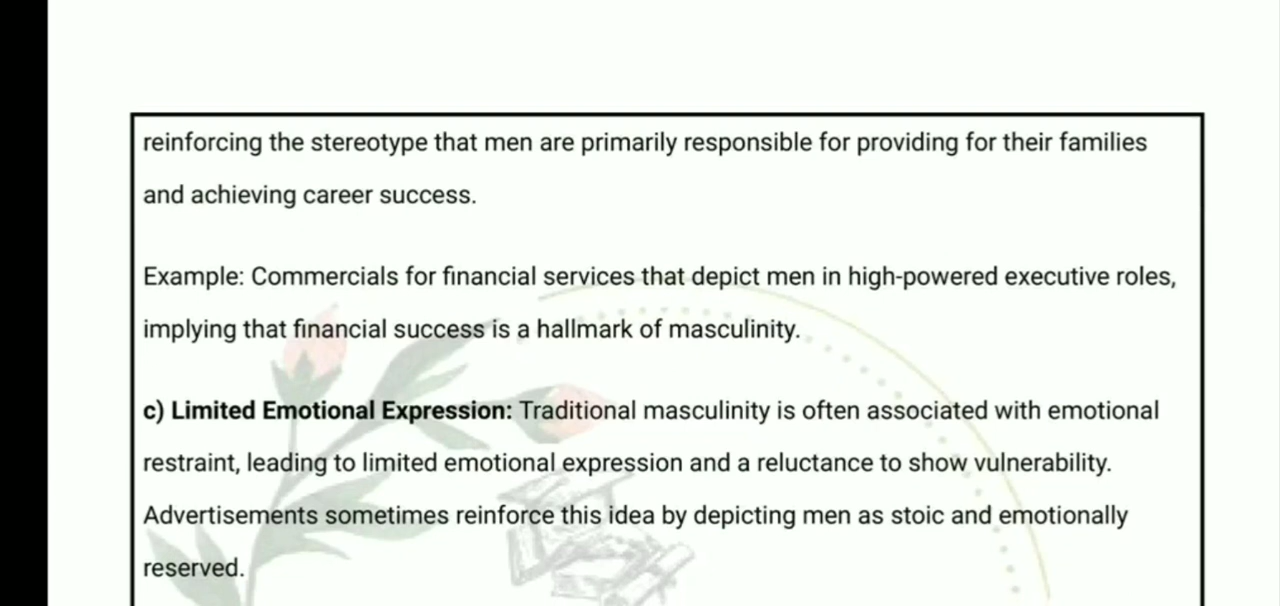 reinforcing the stereotype that men are primarily responsible for providing for their families
and achieving career success.
Example: Commercials for financial services that depict men in high-powered executive roles,
implying that financial success is a hallmark of masculinity.
c) Limited Emotional Expression: Traditional masculinity is often associated with emotional
restraint, leading to limited emotional expression and a reluctance to show vulnerability.
Advertisements sometimes reinforce this idea by depicting men as stoic and emotionally
reserved.